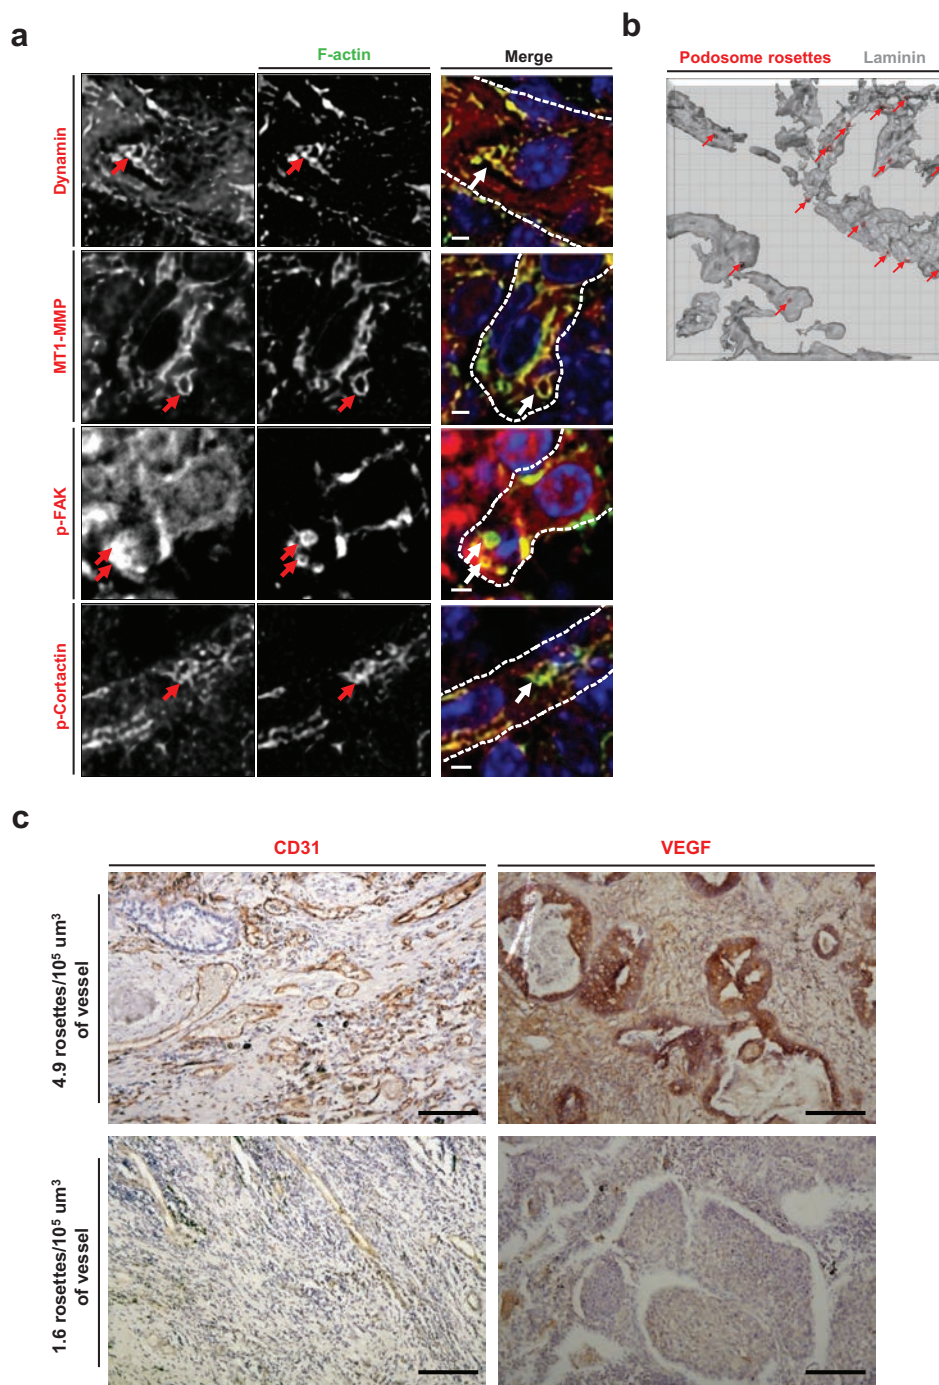 a
F-actin
Merge
Dynamin
MT1-MMP
p-FAK
p-Cortactin
b
Podosome rosettes
Laminin
c
CD31
VEGF
4.9 rosettes/10⁵ um³
of vessel
1.6 rosettes/10⁵ um³
of vessel